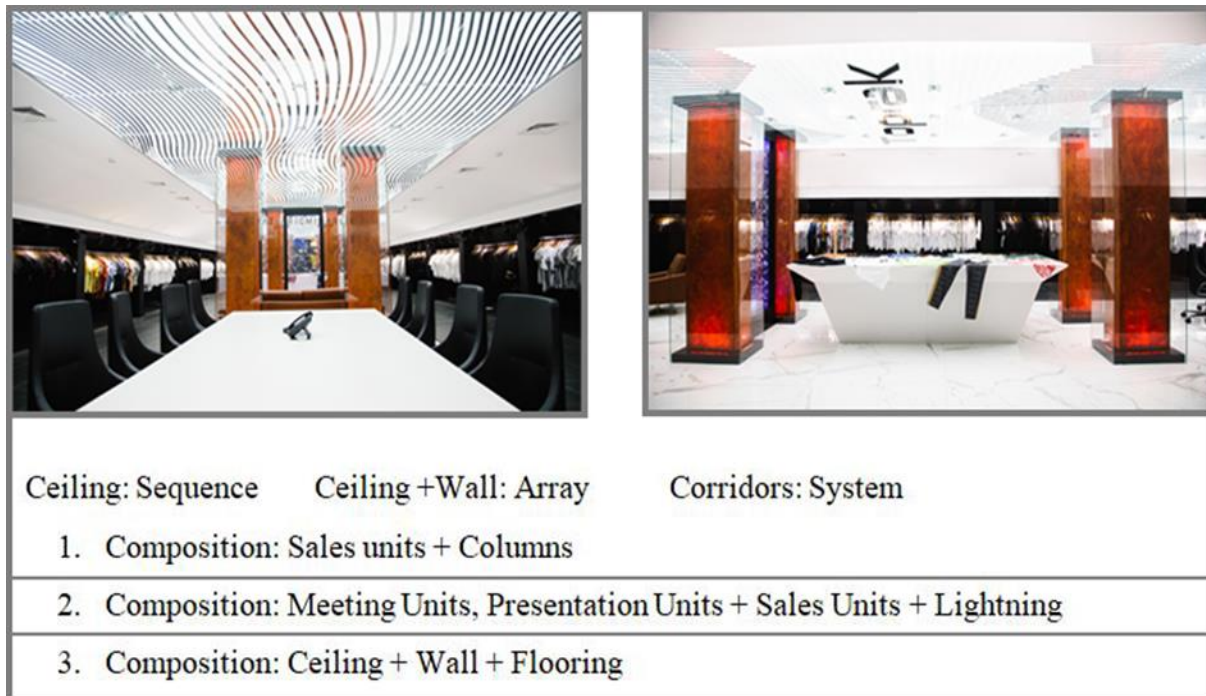 Ceiling: Sequence Ceiling +Wall: Array Corridors: System
1. Composition: Sales units + Columns
2. Composition: Meeting Units, Presentation Units + Sales Units + Lightning
3. Composition: Ceiling + Wall + Flooring